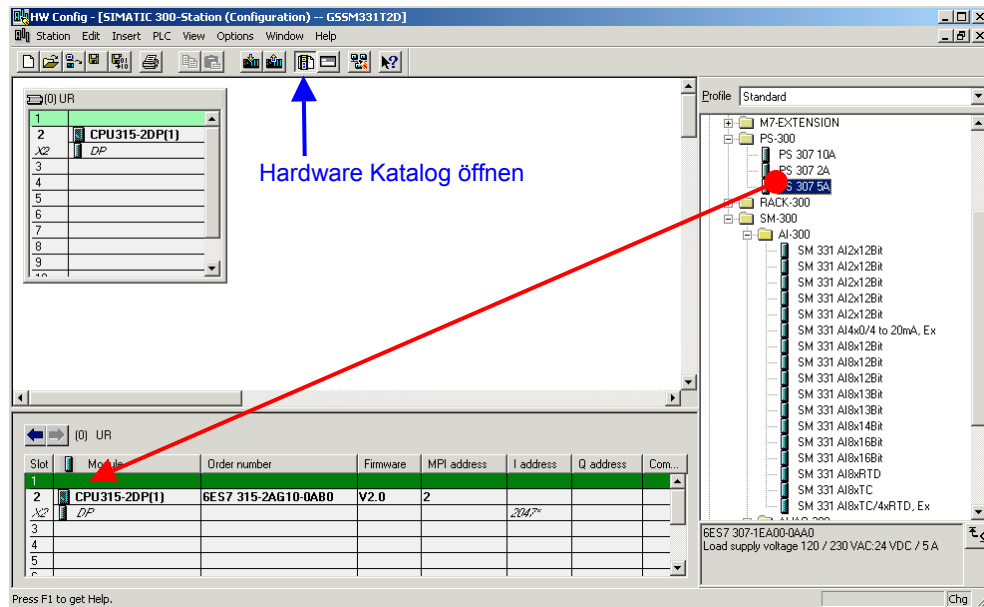 HW Config - [SIMATIC 300-Station (Configuration) -- GSSM331T2D]
Station Edit Insert PLC View Options Window Help
(0) UR
1
2 CPU315-2DP(1)
X2 DP
3
4
5
6
7
8
9
10
Hardware Katalog öffnen
Profile Standard
M7-EXTENSION
PS-300
PS 307 10A
PS 307 2A
PS 307 5A
RACK-300
SM-300
AI-300
SM 331 AI2x12Bit
SM 331 AI2x12Bit
SM 331 AI2x12Bit
SM 331 AI2x12Bit
SM 331 AI2x12Bit
SM 331 AI4x0/4 to 20mA, Ex
SM 331 AI8x12Bit
SM 331 AI8x12Bit
SM 331 AI8x12Bit
SM 331 AI8x13Bit
SM 331 AI8x13Bit
SM 331 AI8x14Bit
SM 331 AI8x16Bit
SM 331 AI8x16Bit
SM 331 AI8xRTD
SM 331 AI8xTC
SM 331 AI8xTC/4xRTD, Ex
6ES7 307-1EA00-0AA0
Load supply voltage 120 / 230 VAC:24 VDC / 5 A
(0) UR
Slot Module Order number Firmware MPI address I address Q address Com...
1
2 CPU315-2DP(1) 6ES7 315-2AG10-0AB0 V2.0 2
X2 DP 2047*
3
4
5
Press F1 to get Help.
Chg